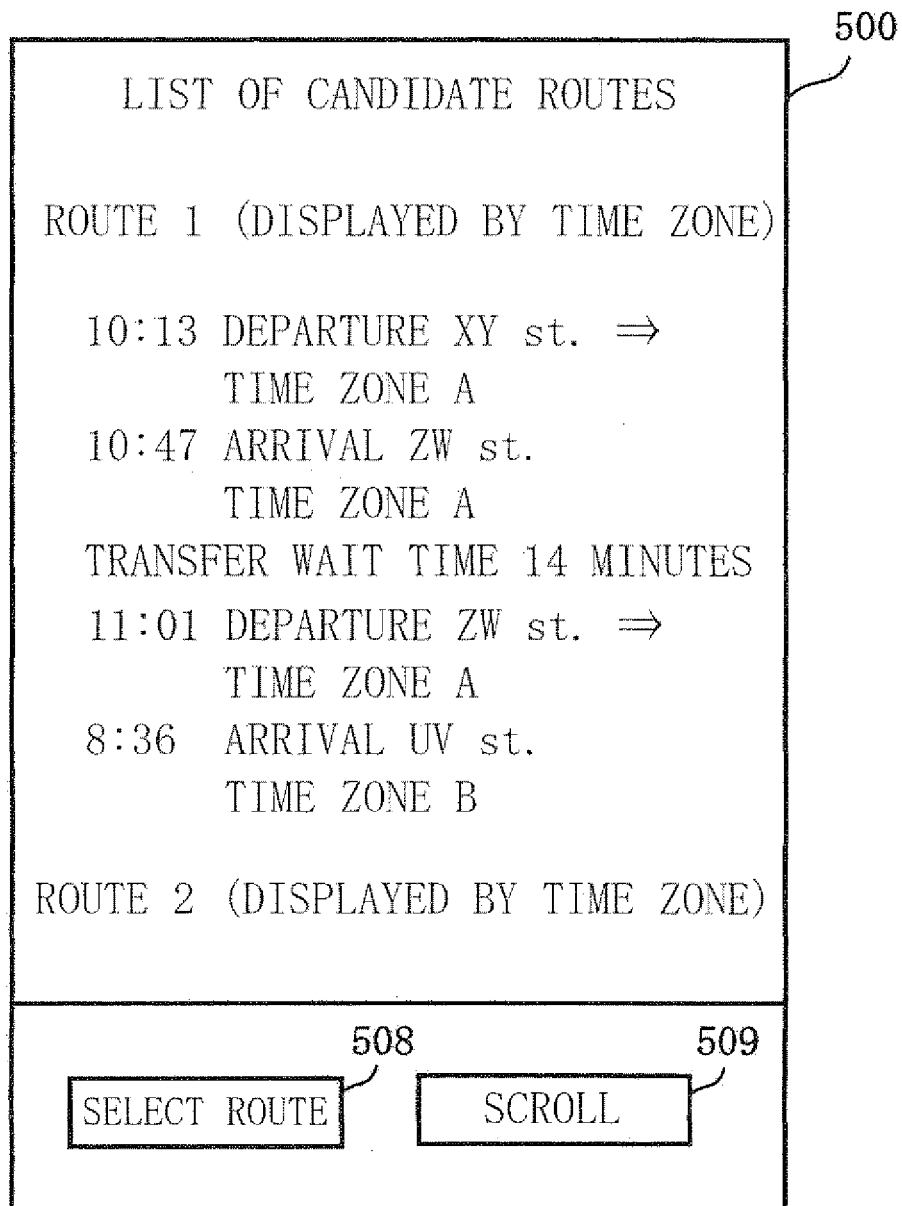 500
LIST OF CANDIDATE ROUTES
ROUTE 1 (DISPLAYED BY TIME ZONE)
10:13 DEPARTURE XY st. ⇒
TIME ZONE A
10:47 ARRIVAL ZW st.
TIME ZONE A
TRANSFER WAIT TIME 14 MINUTES
11:01 DEPARTURE ZW st. ⇒
TIME ZONE A
8:36 ARRIVAL UV st.
TIME ZONE B
ROUTE 2 (DISPLAYED BY TIME ZONE)
508 509
SELECT ROUTE SCROLL